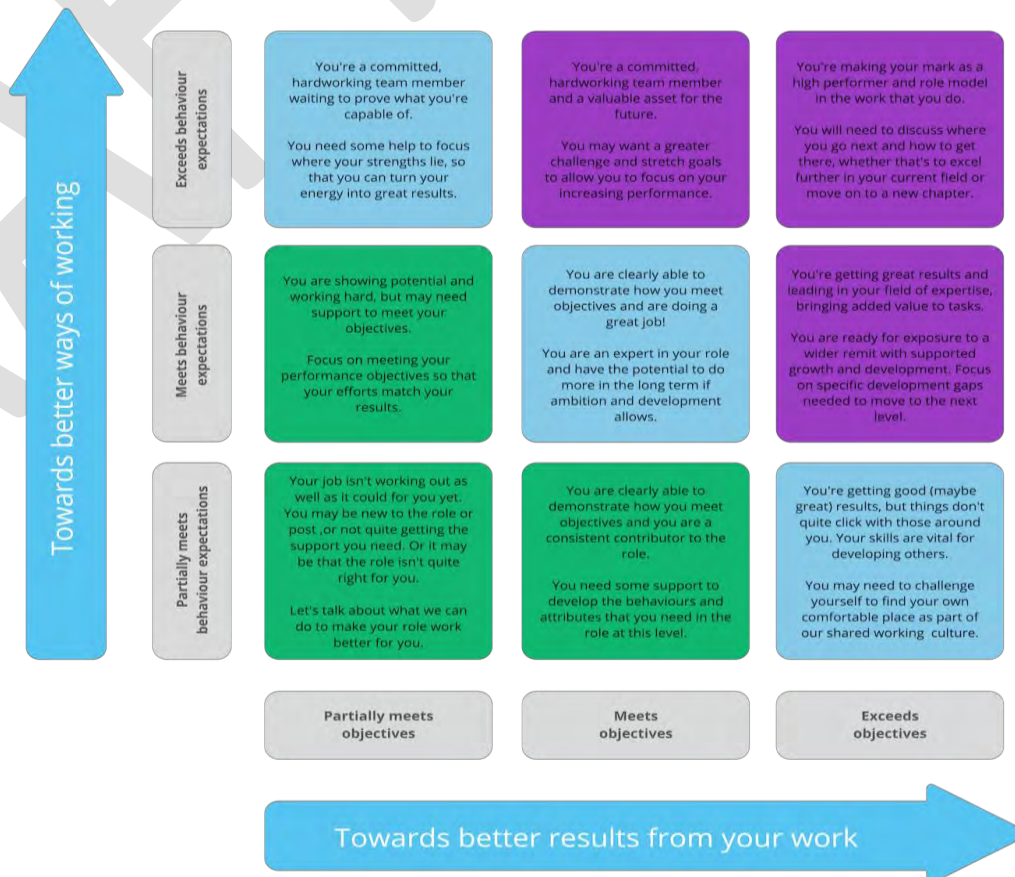 Towards better ways of working
Exceeds behaviour
expectations
You're a committed,
hardworking team member
waiting to prove what you're
capable of.
You need some help to focus
where your strengths lie, so
that you can turn your
energy into great results.
You're a committed,
hardworking team member
and a valuable asset for the
future.
You may want a greater
challenge and stretch goals
to allow you to focus on your
increasing performance.
You're making your mark as a
high performer and role model
in the work that you do.
You will need to discuss where
you go next and how to get
there, whether that's to excel
further in your current field or
move on to a new chapter.
Meets behaviour
expectations
You are showing potential and
working hard, but may need
support to meet your
objectives.
Focus on meeting your
performance objectives so that
your efforts match your
results.
You are clearly able to
demonstrate how you meet
objectives and are doing a
great job!
You are an expert in your role
and have the potential to do
more in the long term if
ambition and development
allows.
You're getting great results and
leading in your field of expertise,
bringing added value to tasks.
You are ready for exposure to a
wider remit with supported
growth and development. Focus
on specific development gaps
needed to move to the next
level.
Partially meets
behaviour expectations
Your job isn't working out as
well as it could for you yet.
You may be new to the role or
post ,or not quite getting the
support you need. Or it may
be that the role isn't quite
right for you.
Let's talk about what we can
do to make your role work
better for you.
You are clearly able to
demonstrate how you meet
objectives and you are a
consistent contributor to the
role.
You need some support to
develop the behaviours and
attributes that you need in the
role at this level.
You're getting good (maybe
great) results, but things don't
quite click with those around
you. Your skills are vital for
developing others.
You may need to challenge
yourself to find your own
comfortable place as part of
our shared working culture.
Partially meets
objectives
Meets
objectives
Exceeds
objectives
Towards better results from your work